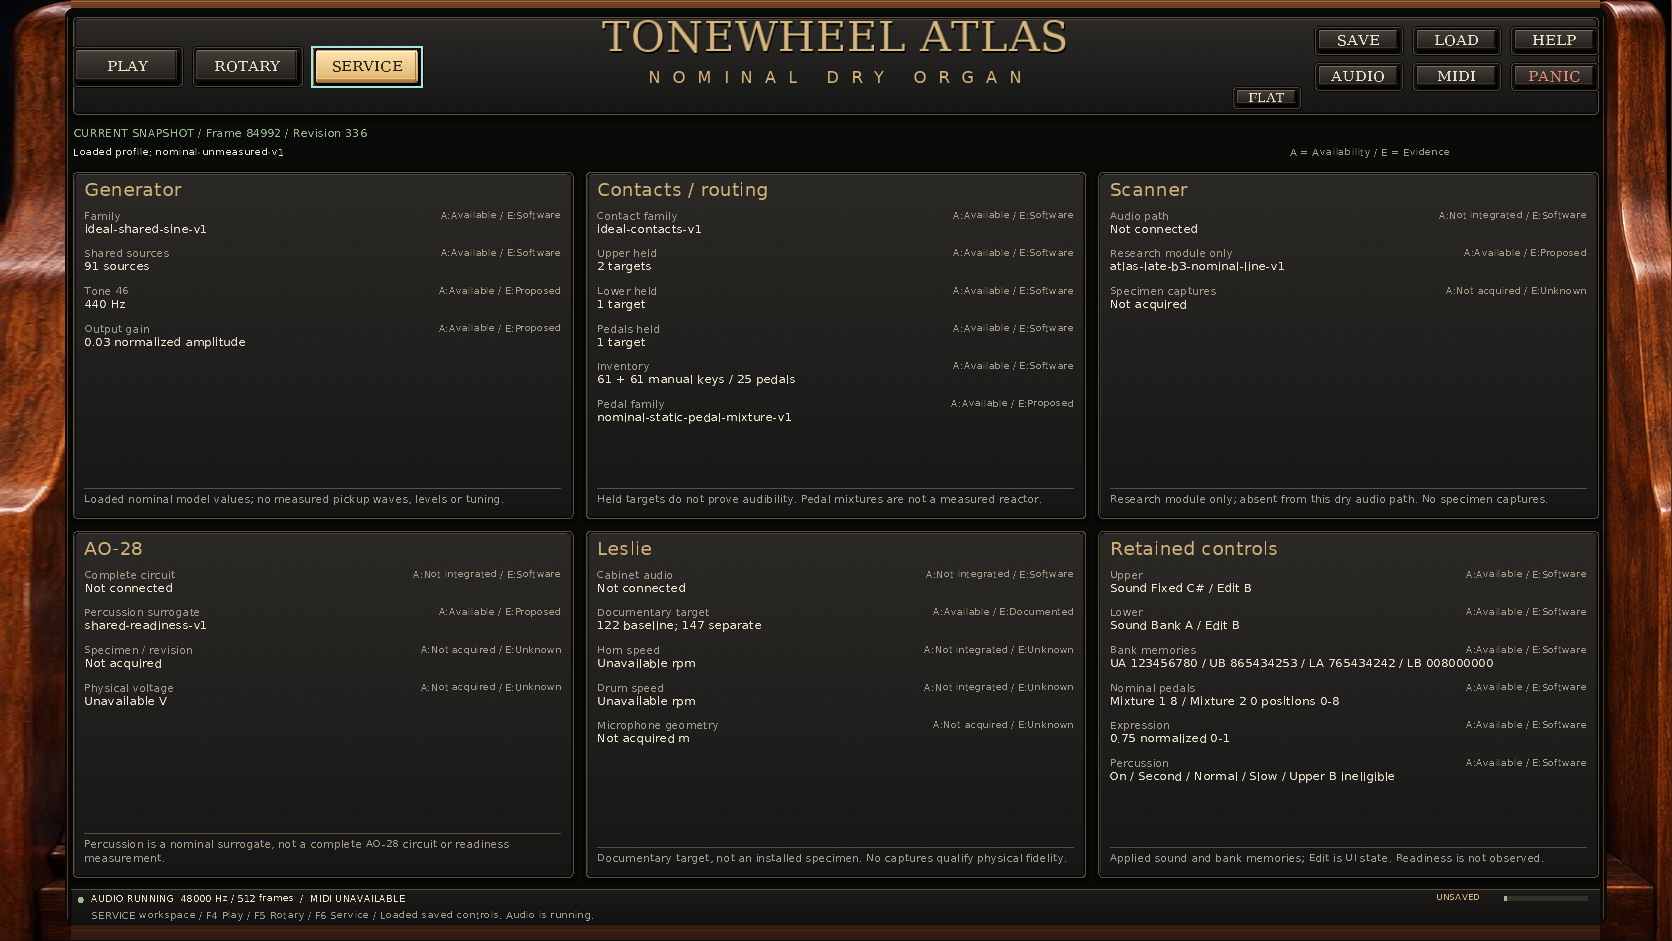 TONEWHEEL ATLAS
NOMINAL DRY ORGAN
PLAY
ROTARY
SERVICE
SAVE
LOAD
HELP
AUDIO
MIDI
PANIC
FLAT
CURRENT SNAPSHOT / Frame 84992 / Revision 336
Loaded profile: nominal-unmeasured-v1
A = Availability / E = Evidence
Generator
Family A:Available / E:Software
ideal-shared-sine-v1
Shared sources A:Available / E:Software
91 sources
Tone 46 A:Available / E:Proposed
440 Hz
Output gain A:Available / E:Proposed
0.03 normalized amplitude
Loaded nominal model values; no measured pickup waves, levels or tuning.
Contacts / routing
Contact family A:Available / E:Software
ideal-contacts-v1
Upper held A:Available / E:Software
2 targets
Lower held A:Available / E:Software
1 target
Pedals held A:Available / E:Software
1 target
Inventory A:Available / E:Software
61 + 61 manual keys / 25 pedals
Pedal family A:Available / E:Proposed
nominal-static-pedal-mixture-v1
Held targets do not prove audibility. Pedal mixtures are not a measured reactor.
Scanner
Audio path A:Not integrated / E:Software
Not connected
Research module only A:Available / E:Proposed
atlas-late-b3-nominal-line-v1
Specimen captures A:Not acquired / E:Unknown
Not acquired
Research module only; absent from this dry audio path. No specimen captures.
AO-28
Complete circuit A:Not integrated / E:Software
Not connected
Percussion surrogate A:Available / E:Proposed
shared-readiness-v1
Specimen / revision A:Not acquired / E:Unknown
Not acquired
Physical voltage A:Not acquired / E:Unknown
Unavailable V
Percussion is a nominal surrogate, not a complete AO-28 circuit or readiness
measurement.
Leslie
Cabinet audio A:Not integrated / E:Software
Not connected
Documentary target A:Available / E:Documented
122 baseline; 147 separate
Horn speed A:Not integrated / E:Unknown
Unavailable rpm
Drum speed A:Not integrated / E:Unknown
Unavailable rpm
Microphone geometry A:Not acquired / E:Unknown
Not acquired m
Documentary target, not an installed specimen. No captures qualify physical fidelity.
Retained controls
Upper A:Available / E:Software
Sound Fixed C# / Edit B
Lower A:Available / E:Software
Sound Bank A / Edit B
Bank memories A:Available / E:Software
UA 123456780 / UB 865434253 / LA 765434242 / LB 008000000
Nominal pedals A:Available / E:Software
Mixture 1 8 / Mixture 2 0 positions 0-8
Expression A:Available / E:Software
0.75 normalized 0-1
Percussion A:Available / E:Software
On / Second / Normal / Slow / Upper B ineligible
Applied sound and bank memories; Edit is UI state. Readiness is not observed.
AUDIO RUNNING 48000 Hz / 512 frames / MIDI UNAVAILABLE
UNSAVED
SERVICE workspace / F4 Play / F5 Rotary / F6 Service / Loaded saved controls. Audio is running.